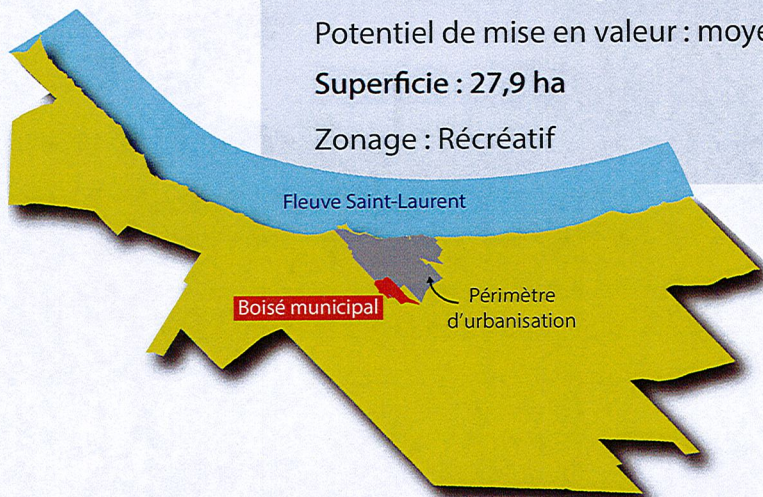 Potentiel de mise en valeur : moye
Superficie : 27,9 ha
Zonage : Récréatif
Fleuve Saint-Laurent
Boisé municipal
Périmètre
d'urbanisation